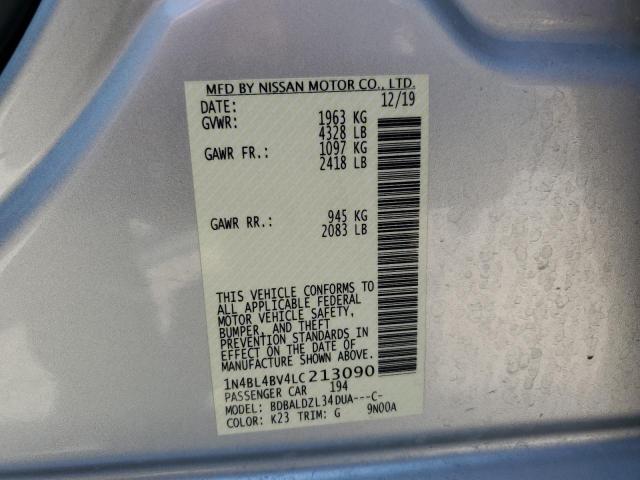 MFD BY NISSAN MOTOR CO., LTD.
DATE: 12/19
GVWR: 1963 KG
4328 LB
GAWR FR.: 1097 KG
2418 LB
GAWR RR.: 945 KG
2083 LB
THIS VEHICLE CONFORMS TO
ALL APPLICABLE FEDERAL
MOTOR VEHICLE SAFETY,
BUMPER, AND THEFT
PREVENTION STANDARDS IN
EFFECT ON THE DATE OF
MANUFACTURE SHOWN ABOVE.
1N4BL4BV4LC213090
PASSENGER CAR 194
MODEL: BDBALDZL34DUA---C-
COLOR: K23 TRIM: G 9N00A